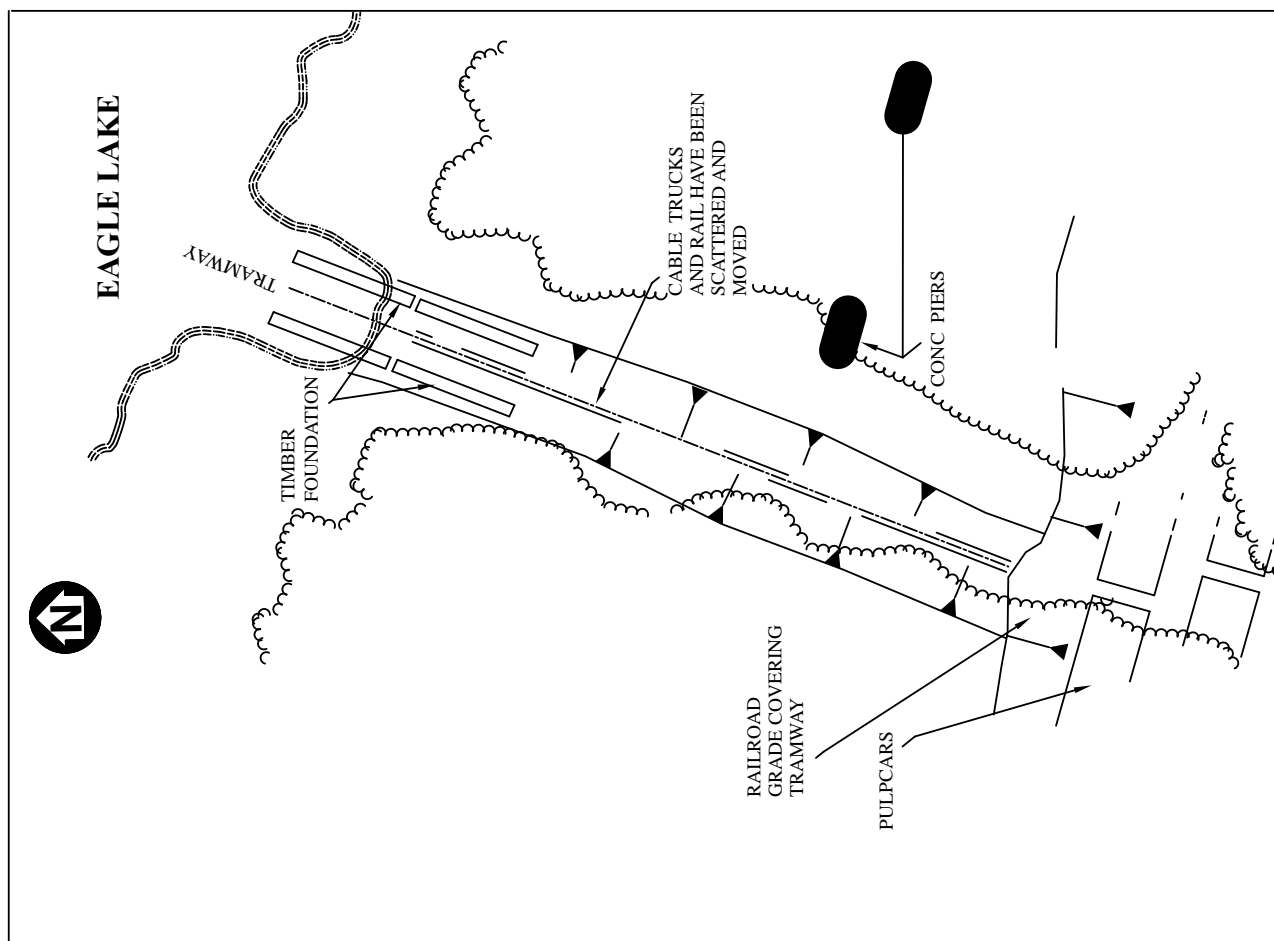 EAGLE LAKE
TRAMWAY
CABLE TRUCKS
AND RAIL HAVE BEEN
SCATTERED AND
MOVED
TIMBER
FOUNDATION
CONC PIERS
RAILROAD
GRADE COVERING
TRAMWAY
PULPCARS
N